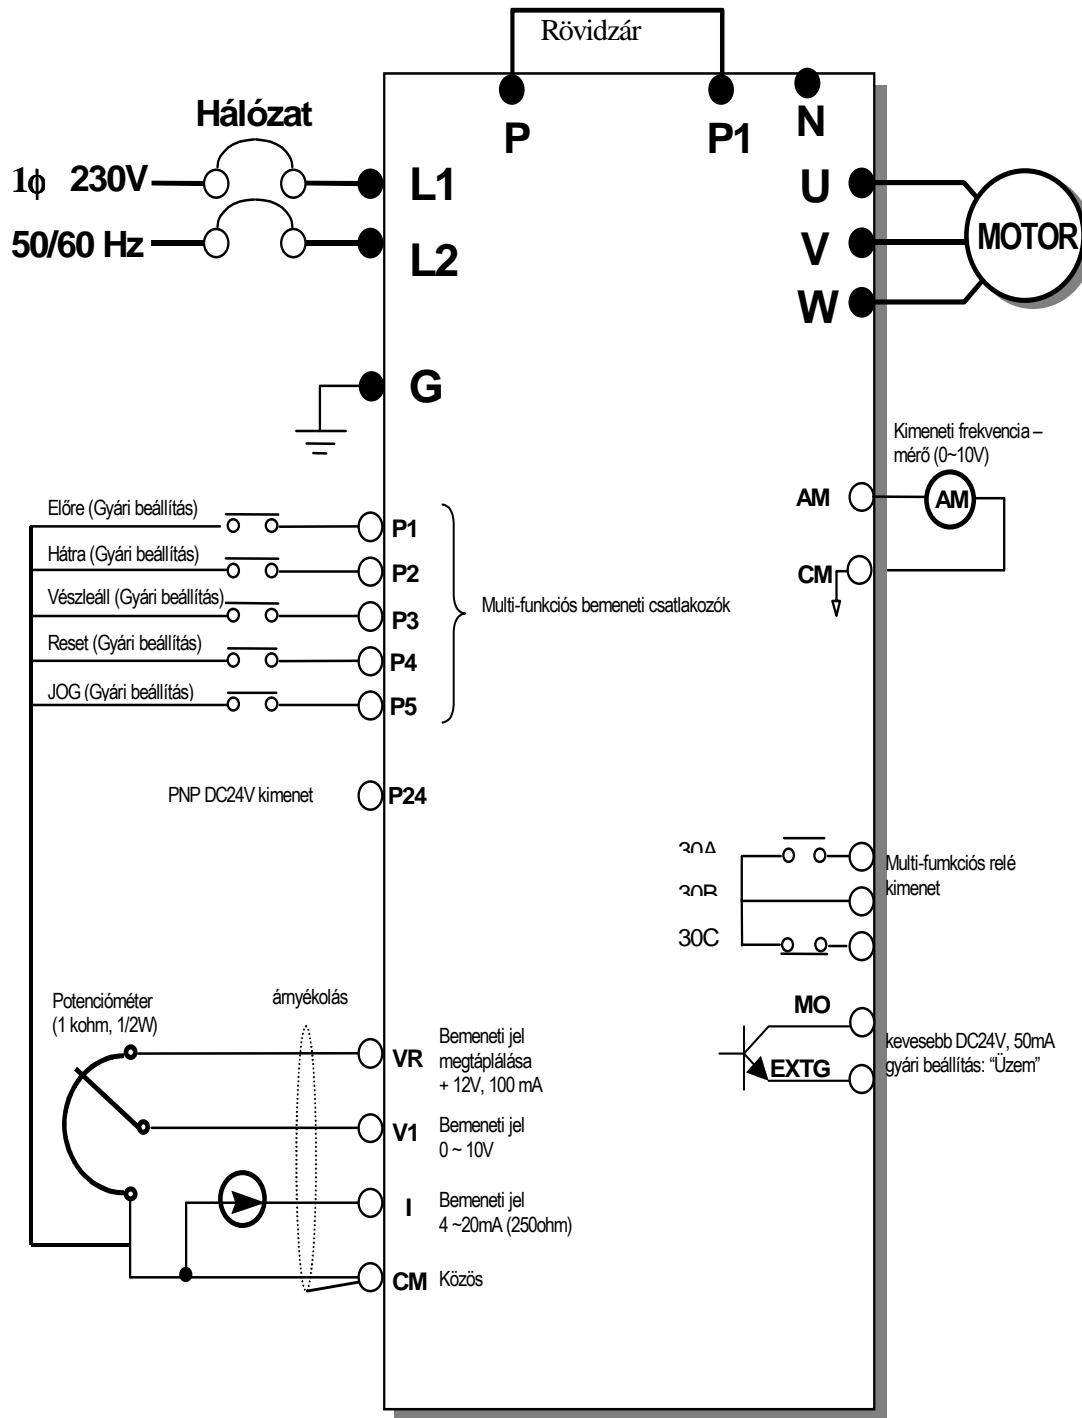 Rövidzár
Hálózat
P
P1
N
1ϕ 230V
L1
U
50/60 Hz
L2
V
MOTOR
W
G
Kimeneti frekvencia –
mérő (0~10V)
AM
AM
CM
Előre (Gyári beállítás)
P1
Hátra (Gyári beállítás)
P2
Vészleáll (Gyári beállítás)
P3
Reset (Gyári beállítás)
P4
JOG (Gyári beállítás)
P5
Multi-funkciós bemeneti csatlakozók
PNP DC24V kimenet
P24
30A
30B
30C
Multi-fumkciós relé
kimenet
MO
EXTG
kevesebb DC24V, 50mA
gyári beállítás: “Üzem”
Potencióméter
(1 kohm, 1/2W)
árnyékolás
VR
Bemeneti jel
megtáplálása
+ 12V, 100 mA
V1
Bemeneti jel
0 ~ 10V
I
Bemeneti jel
4 ~20mA (250ohm)
CM
Közös